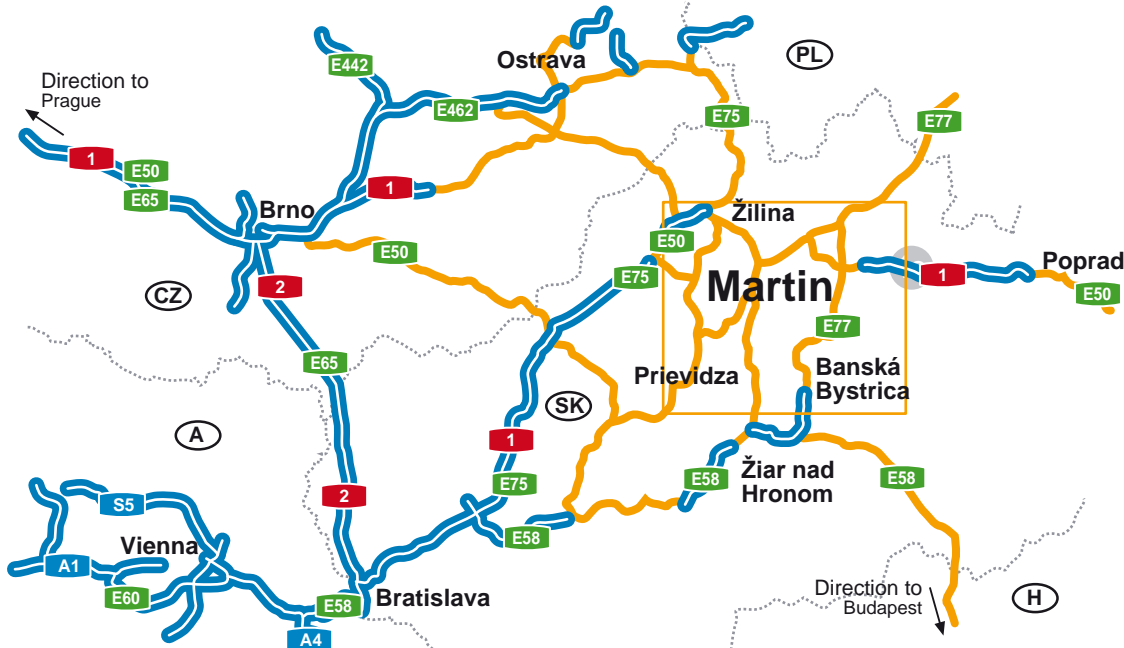 PL
E442
Ostrava
Direction to
Prague
E462
E75
E77
1
E50
E65
1
Brno
Žilina
E50
E50
E75
Poprad
1
E50
2
CZ
Martin
E77
E65
Prievidza
Banská
Bystrica
SK
A
1
Žiar nad
Hronom
E58
E58
E75
2
S5
E58
Vienna
A1
E60
E58
Bratislava
A4
Direction to
Budapest
H